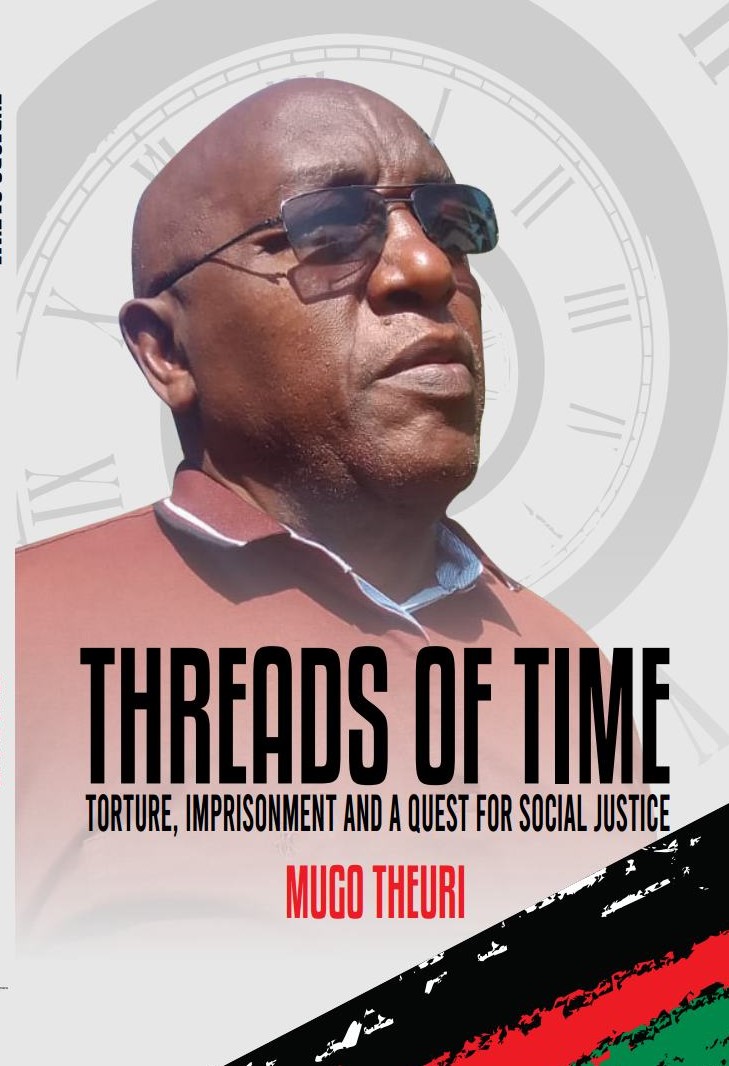 THREADS OF TIME
TORTURE, IMPRISONMENT AND A QUEST FOR SOCIAL JUSTICE
MUGO THEURI